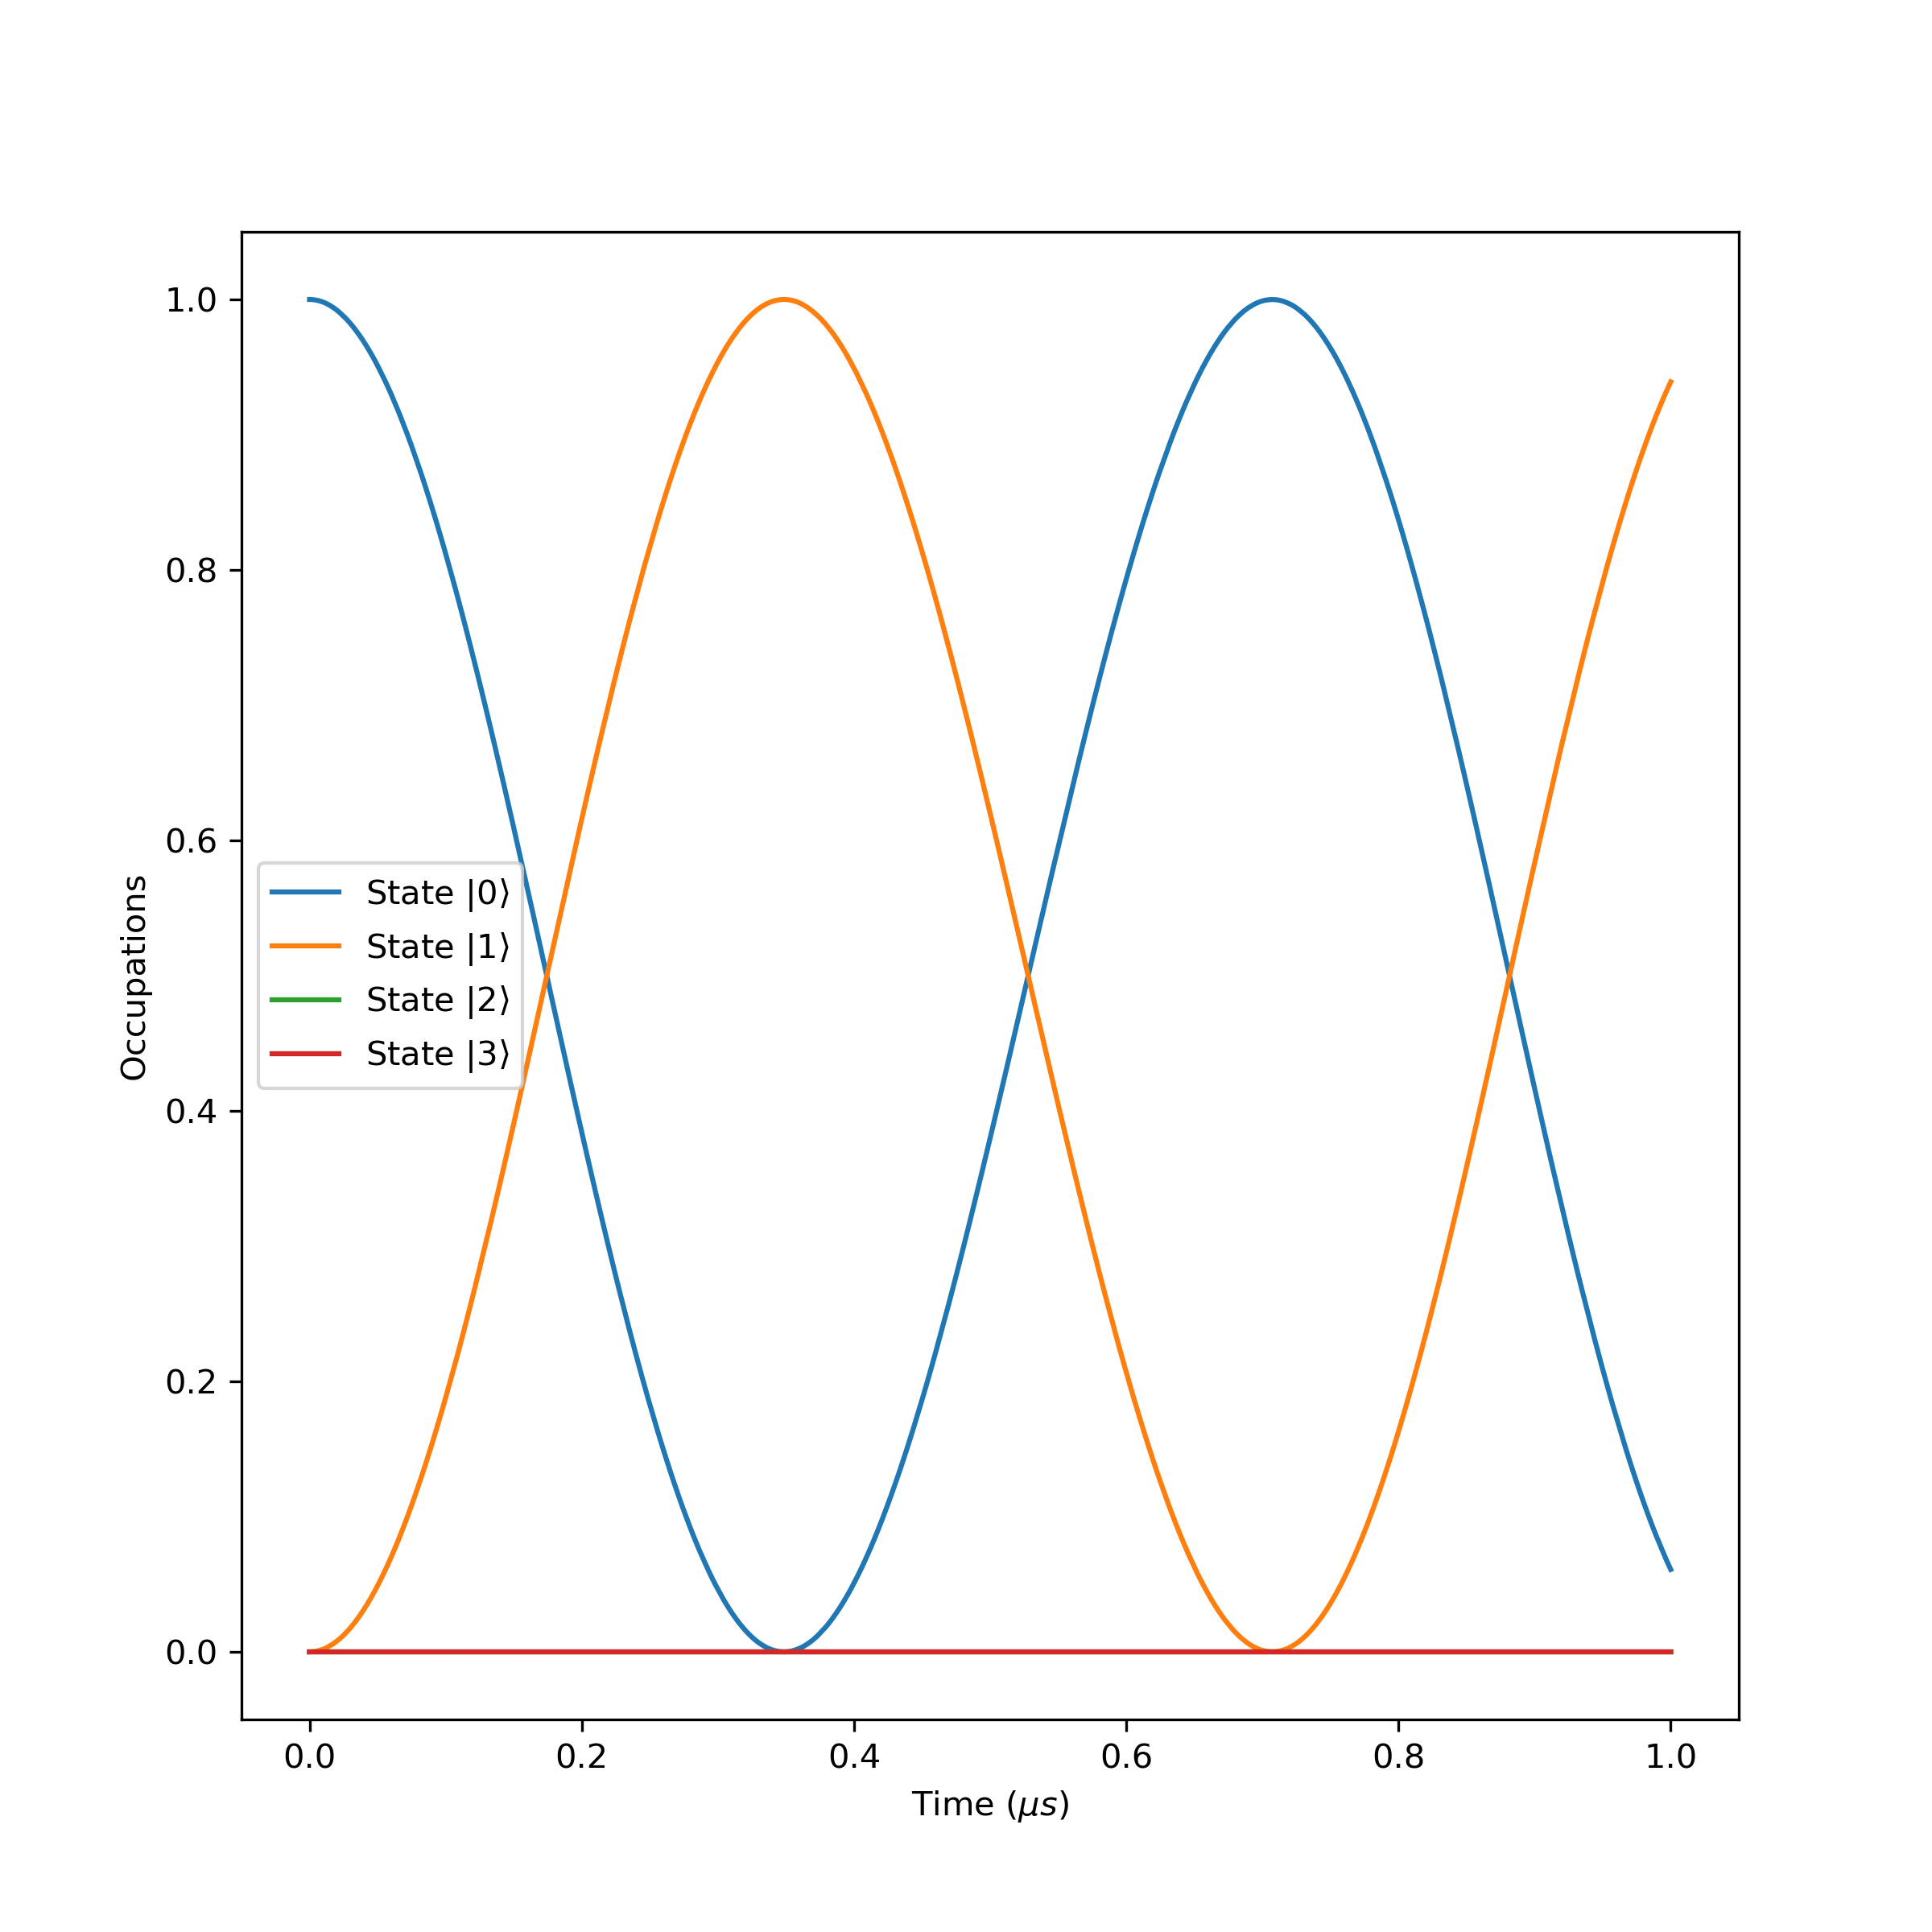 1.0
0.8
0.6
0.4
0.2
0.0
Occupations
State |0⟩
State |1⟩
State |2⟩
State |3⟩
0.0 0.2 0.4 0.6 0.8 1.0
Time (μs)